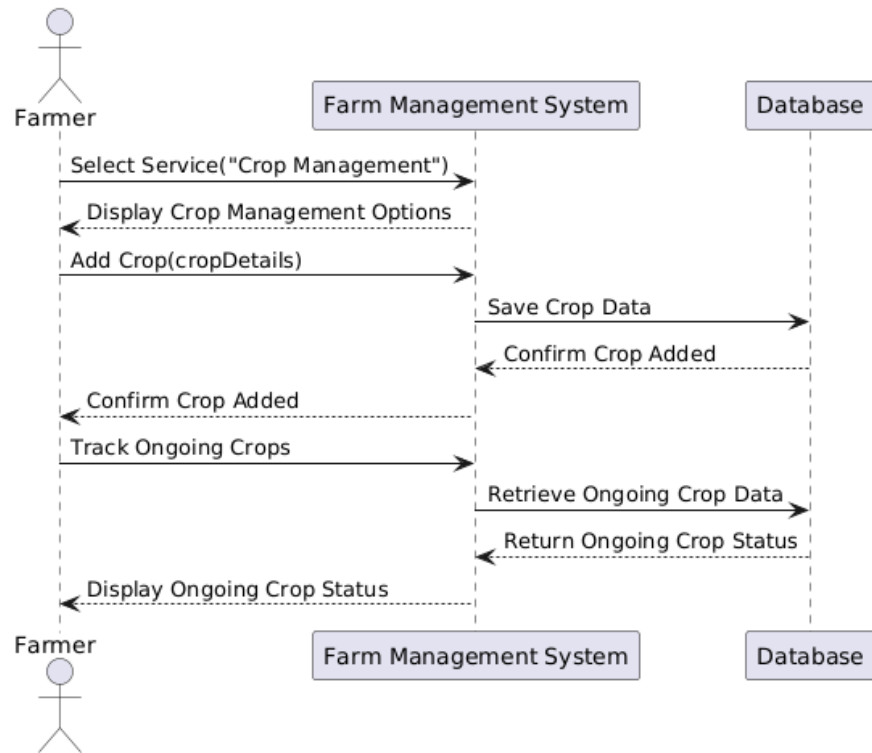 Farmer
Farm Management System
Database
Select Service("Crop Management")
Display Crop Management Options
Add Crop(cropDetails)
Save Crop Data
Confirm Crop Added
Confirm Crop Added
Track Ongoing Crops
Retrieve Ongoing Crop Data
Return Ongoing Crop Status
Display Ongoing Crop Status
Farmer
Farm Management System
Database